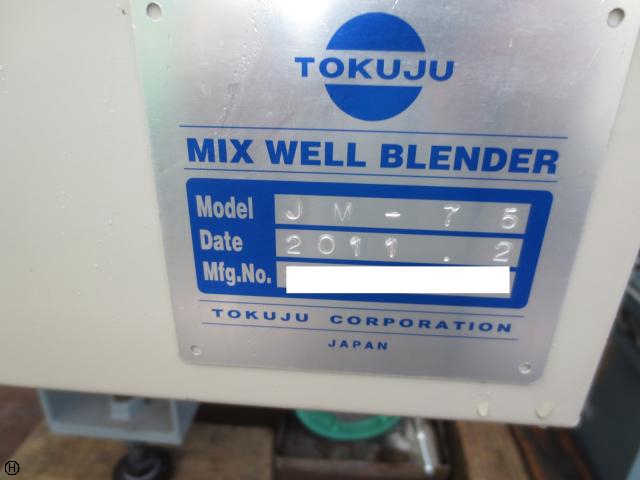 TOKUJU
MIX WELL BLENDER
Model JM-75
Date 2011.2
Mfg.No.
TOKUJU CORPORATION
JAPAN
H